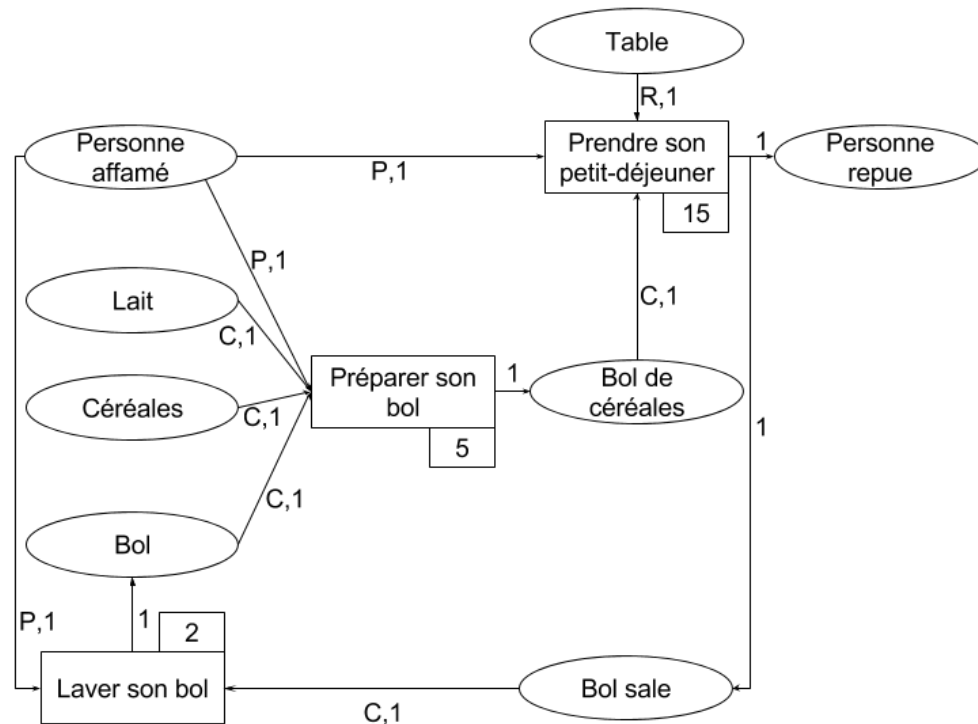 Table
R,1
Personne
affamé
P,1
Prendre son
petit-déjeuner
15
1
Personne
repue
P,1
Lait
C,1
C,1
Céréales
C,1
Préparer son
bol
5
1
Bol de
céréales
1
C,1
Bol
P,1
1
2
Laver son bol
C,1
Bol sale